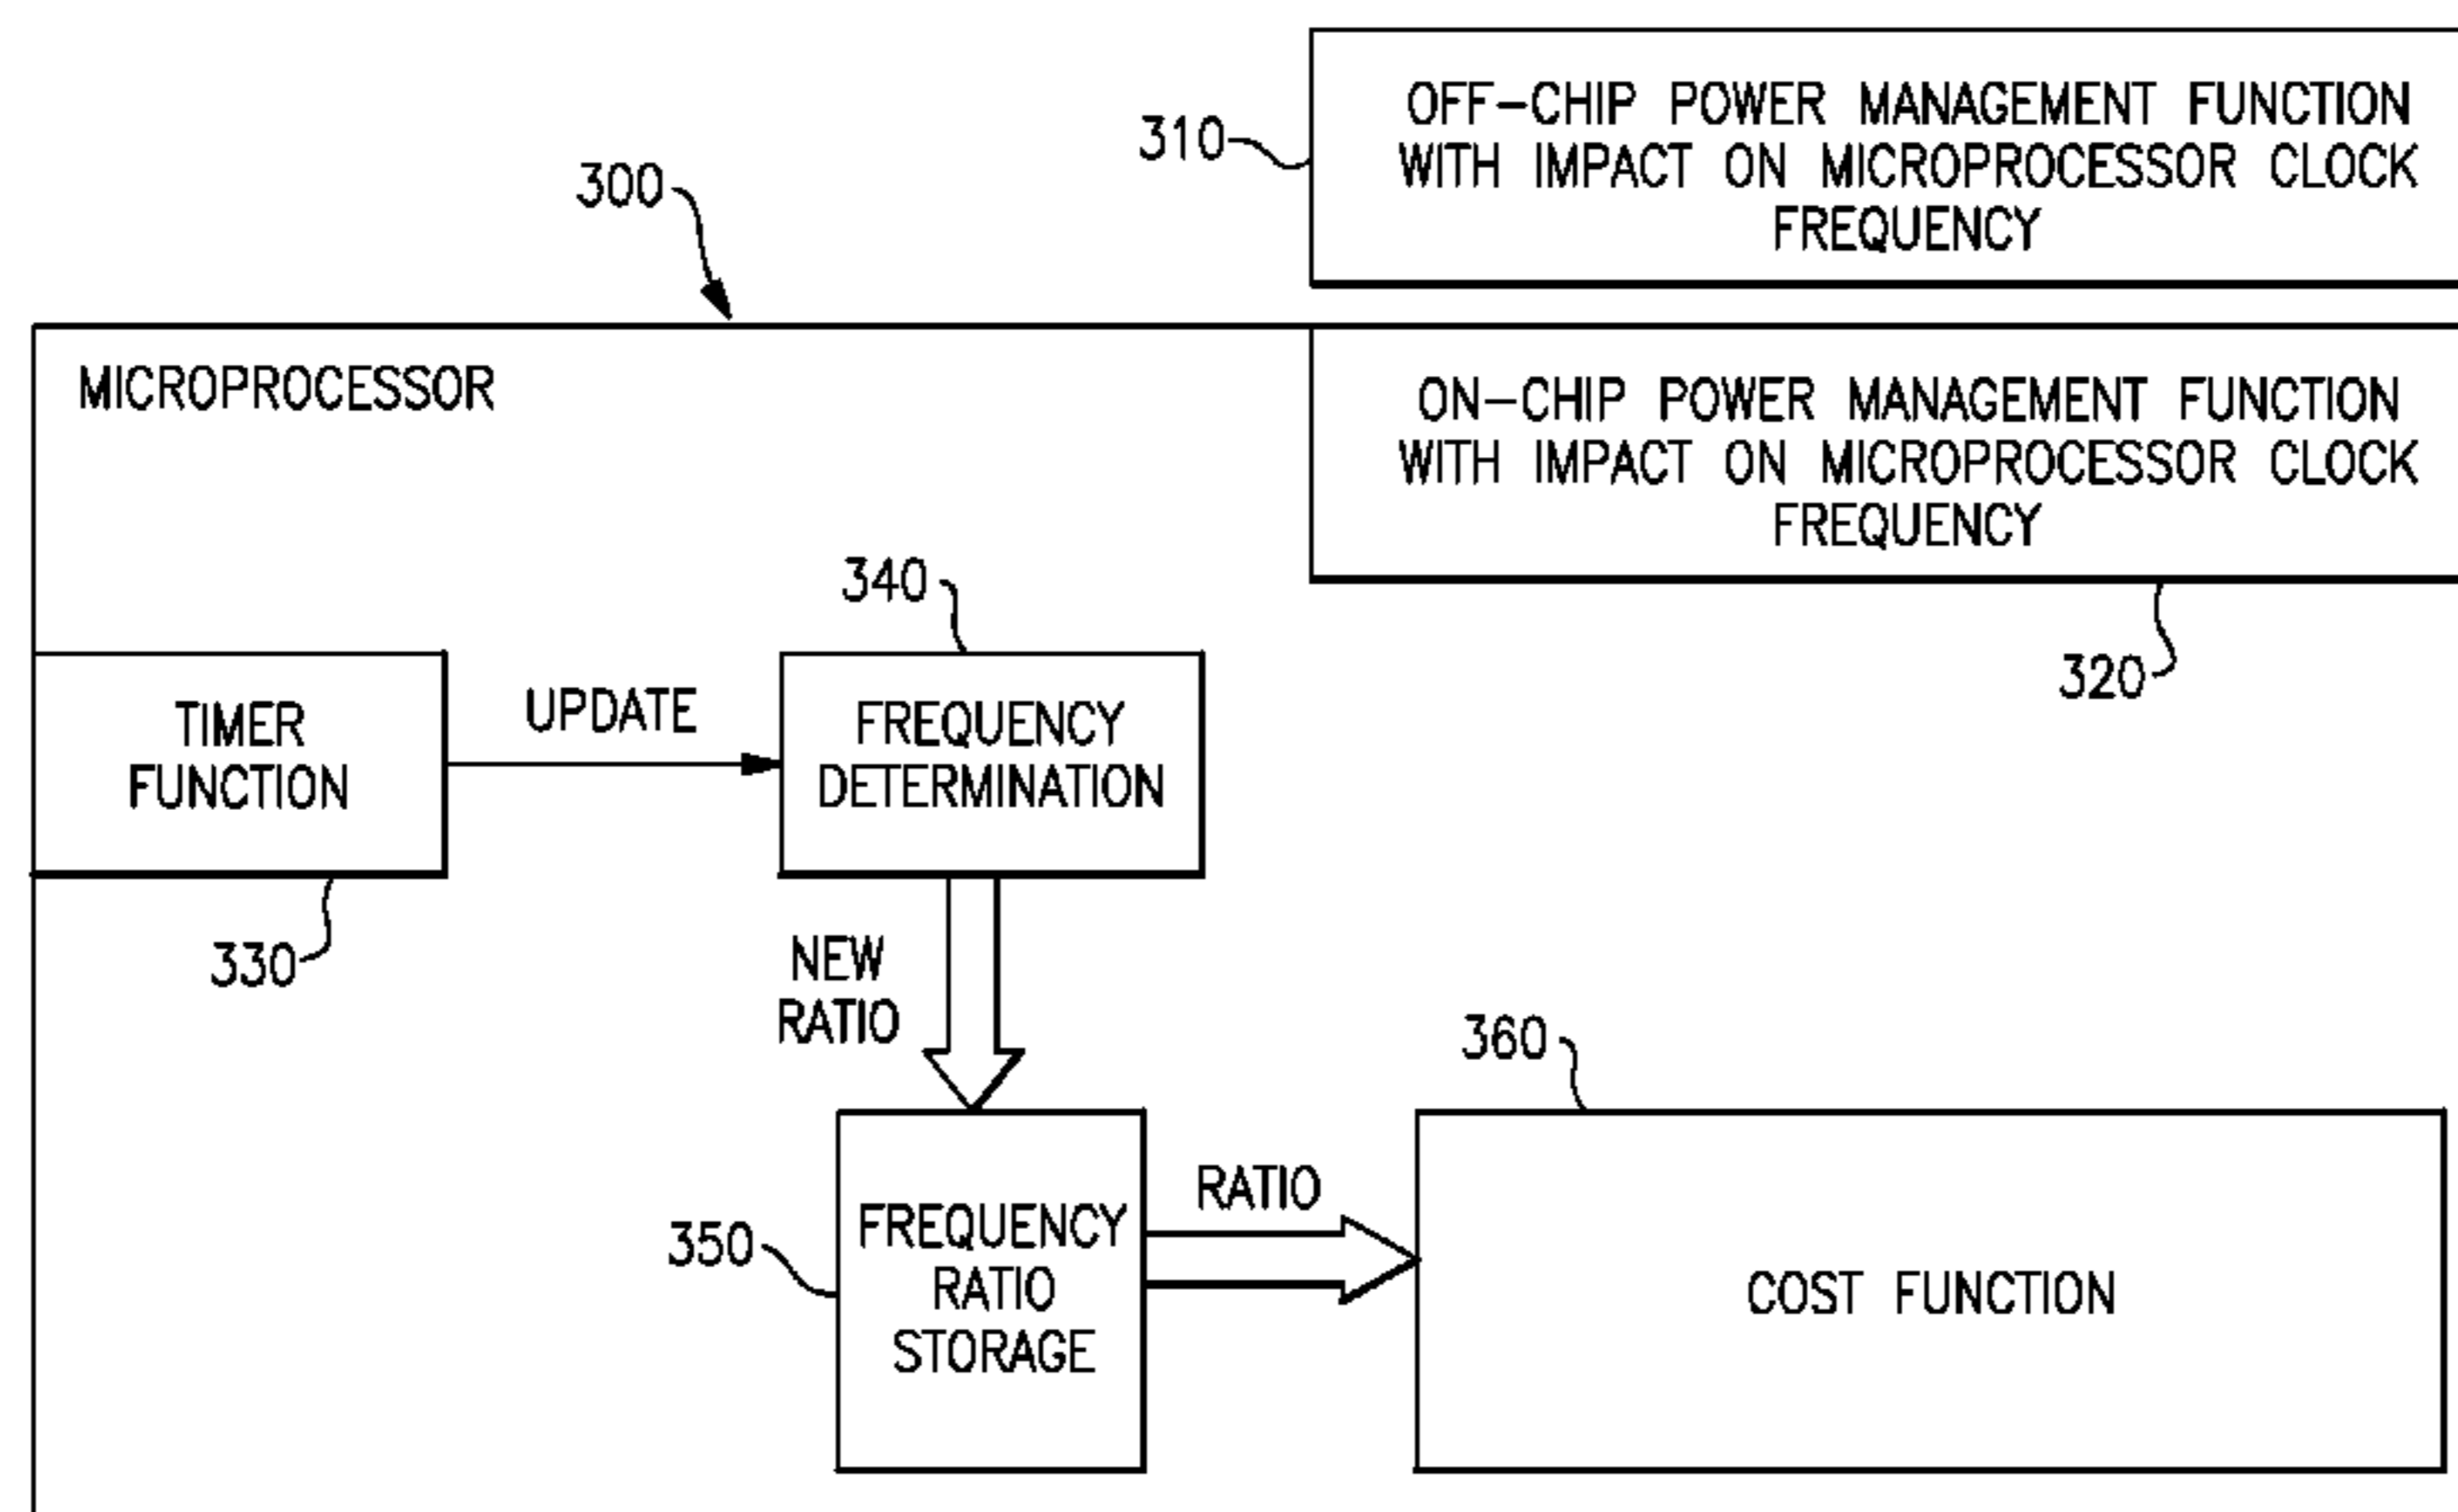 310
OFF-CHIP POWER MANAGEMENT FUNCTION
WITH IMPACT ON MICROPROCESSOR CLOCK
FREQUENCY
300
MICROPROCESSOR
ON-CHIP POWER MANAGEMENT FUNCTION
WITH IMPACT ON MICROPROCESSOR CLOCK
FREQUENCY
320
340
TIMER
FUNCTION
330
UPDATE
FREQUENCY
DETERMINATION
NEW
RATIO
350
FREQUENCY
RATIO
STORAGE
RATIO
360
COST FUNCTION